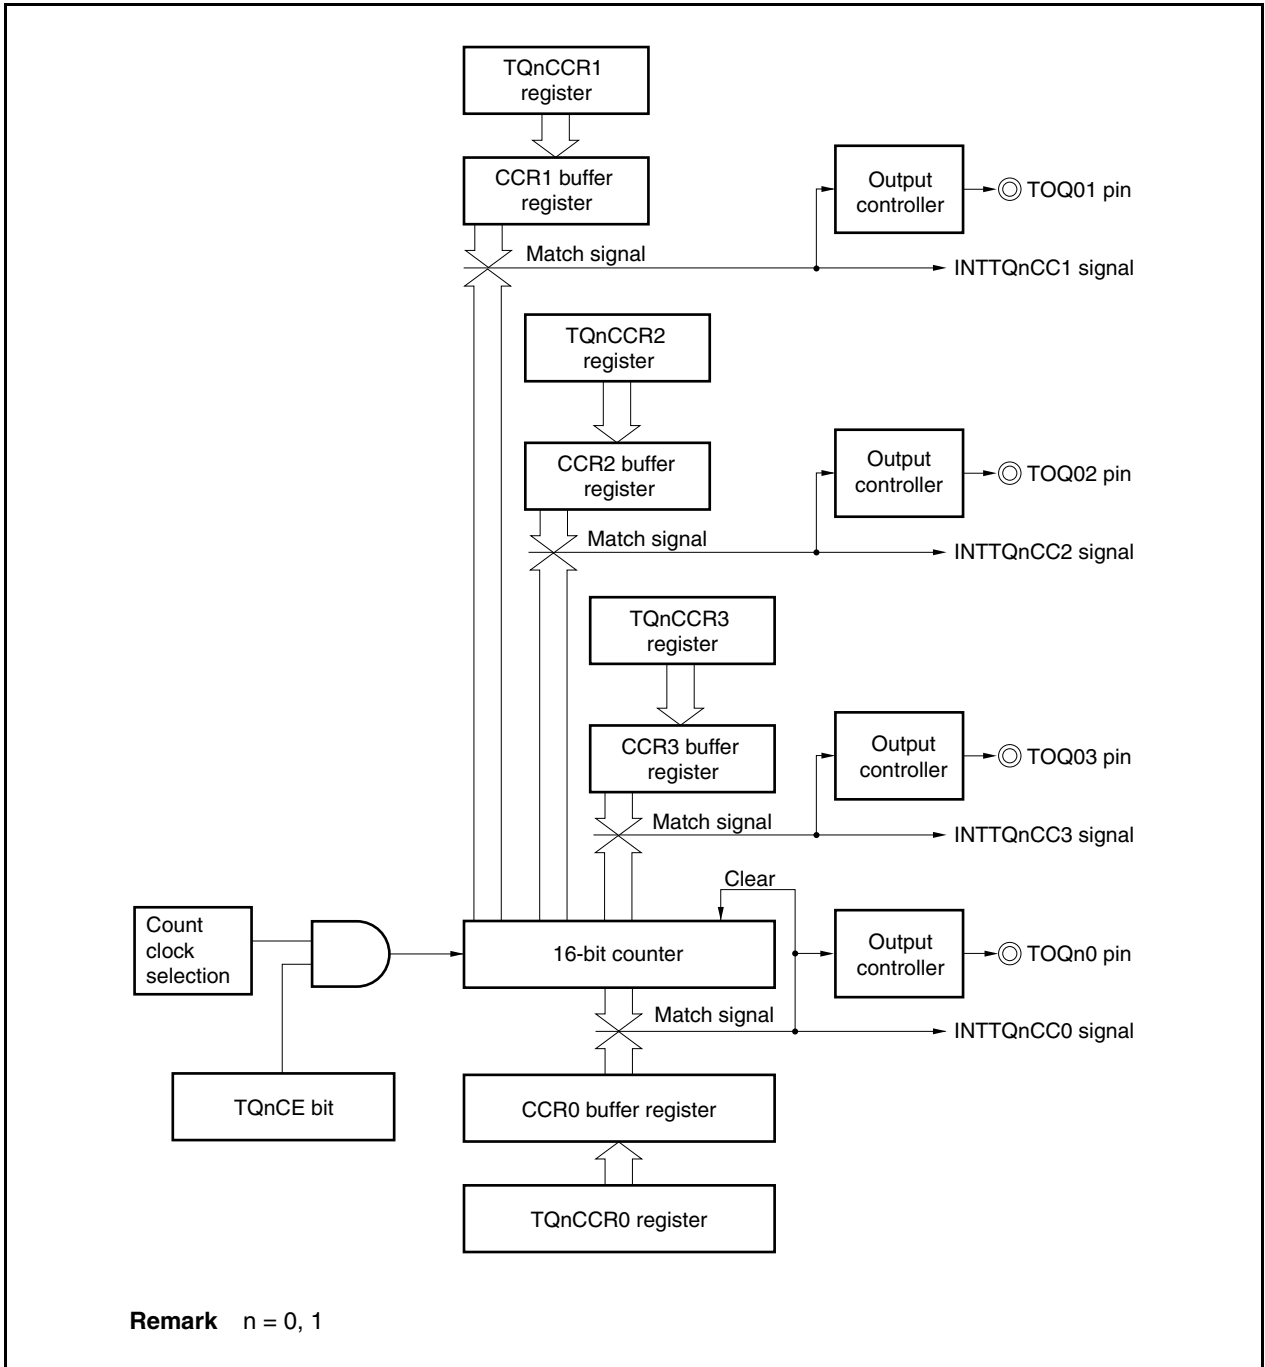 TQnCCR1
register
CCR1 buffer
register
Output
controller
TOQ01 pin
Match signal
INTTQnCC1 signal
TQnCCR2
register
CCR2 buffer
register
Output
controller
TOQ02 pin
Match signal
INTTQnCC2 signal
TQnCCR3
register
CCR3 buffer
register
Output
controller
TOQ03 pin
Match signal
INTTQnCC3 signal
Clear
Count
clock
selection
16-bit counter
Output
controller
TOQn0 pin
Match signal
INTTQnCC0 signal
TQnCE bit
CCR0 buffer register
TQnCCR0 register
Remark n = 0, 1